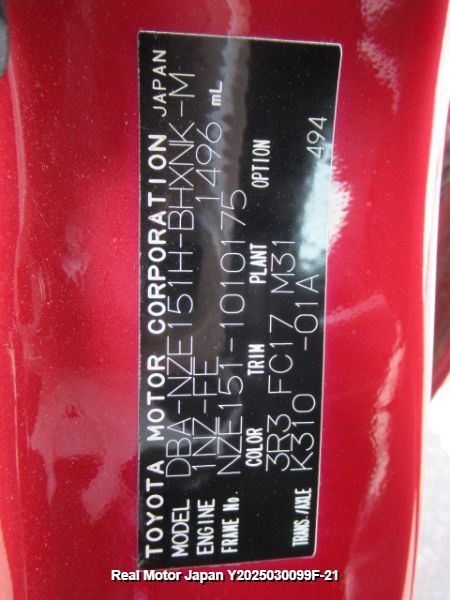 TOYOTA MOTOR CORPORATION JAPAN
MODEL DBA-NZE151H-BHXNK-M
ENGINE 1NZ-FE 1496 mL
FRAME No. NZE151-1010175
COLOR TRIM PLANT OPTION
3R3 FC17 M31
TRANS./AXLE K310 -01A 494
Real Motor Japan Y2025030099F-21